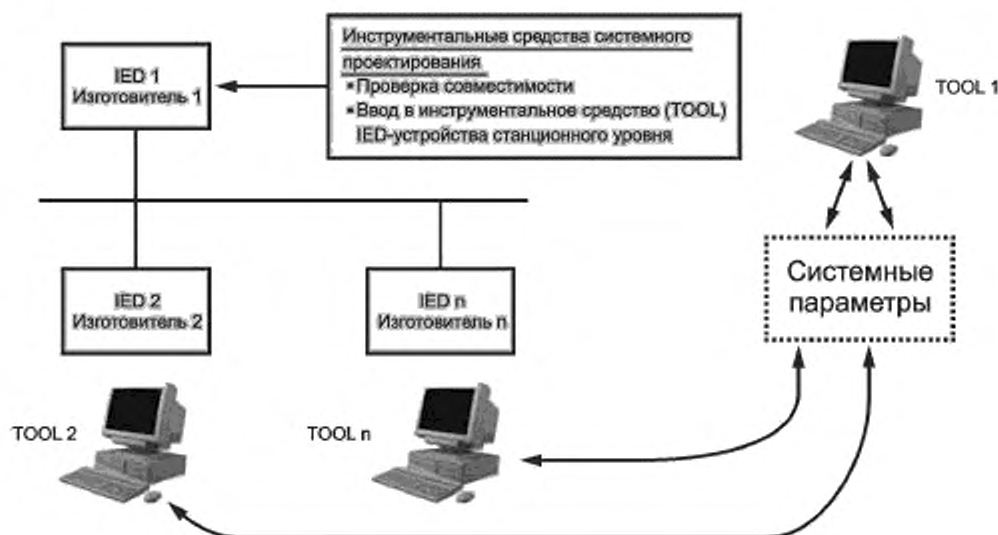 IED 1
Изготовитель 1
Инструментальные средства системного
проектирования
▪Проверка совместимости
▪Ввод в инструментальное средство (TOOL)
IED-устройства станционного уровня
TOOL 1
IED 2
Изготовитель 2
IED n
Изготовитель n
Системные
параметры
TOOL 2
TOOL n